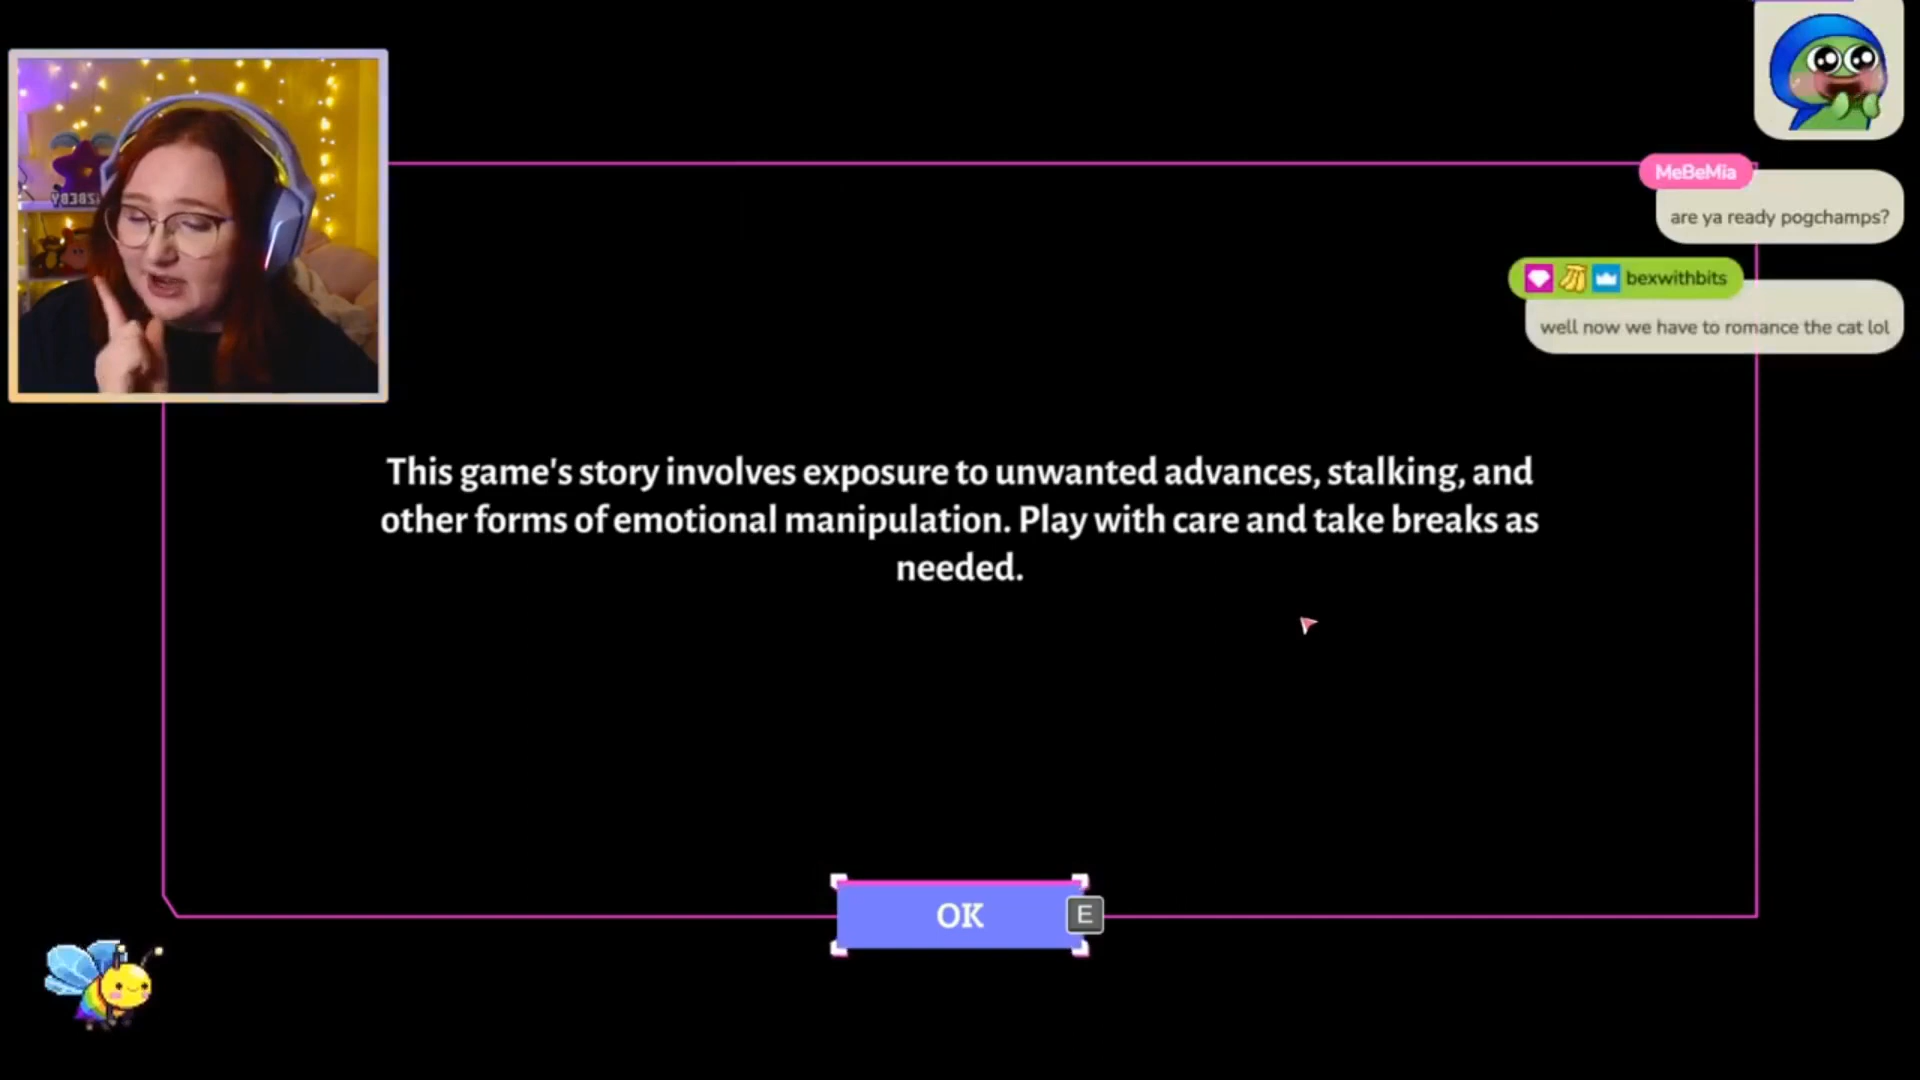 MeBeMia
are ya ready pogchamps?
bexwithbits
well now we have to romance the cat lol
This game's story involves exposure to unwanted advances, stalking, and
other forms of emotional manipulation. Play with care and take breaks as
needed.
OK
E